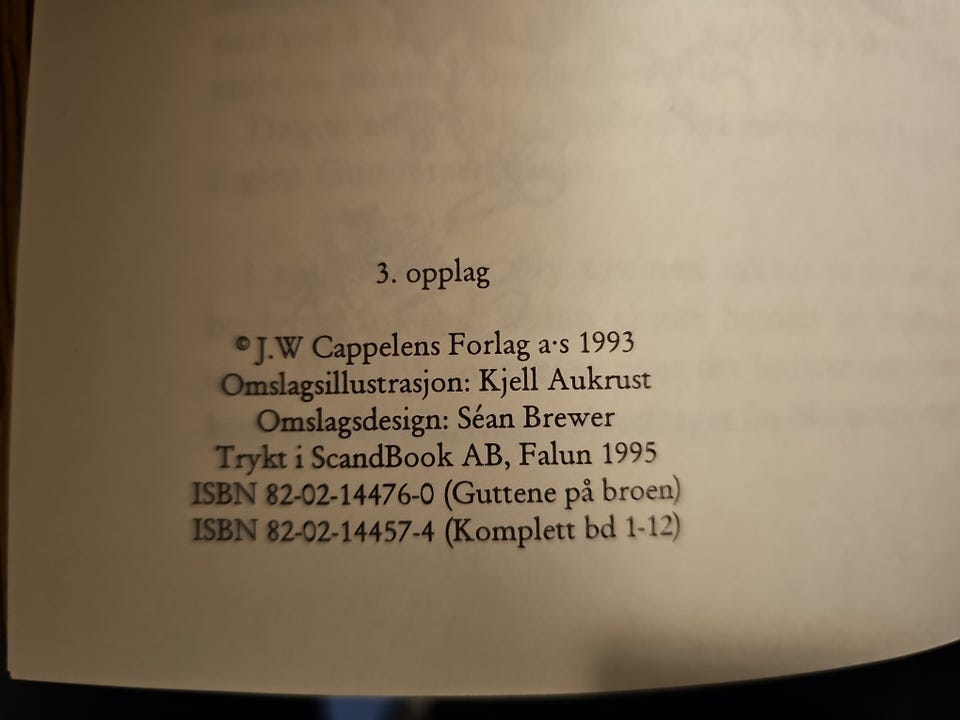 3. opplag
© J.W Cappelens Forlag a·s 1993
Omslagsillustrasjon: Kjell Aukrust
Omslagsdesign: Séan Brewer
Trykt i ScandBook AB, Falun 1995
ISBN 82-02-14476-0 (Guttene på broen)
ISBN 82-02-14457-4 (Komplett bd 1-12)